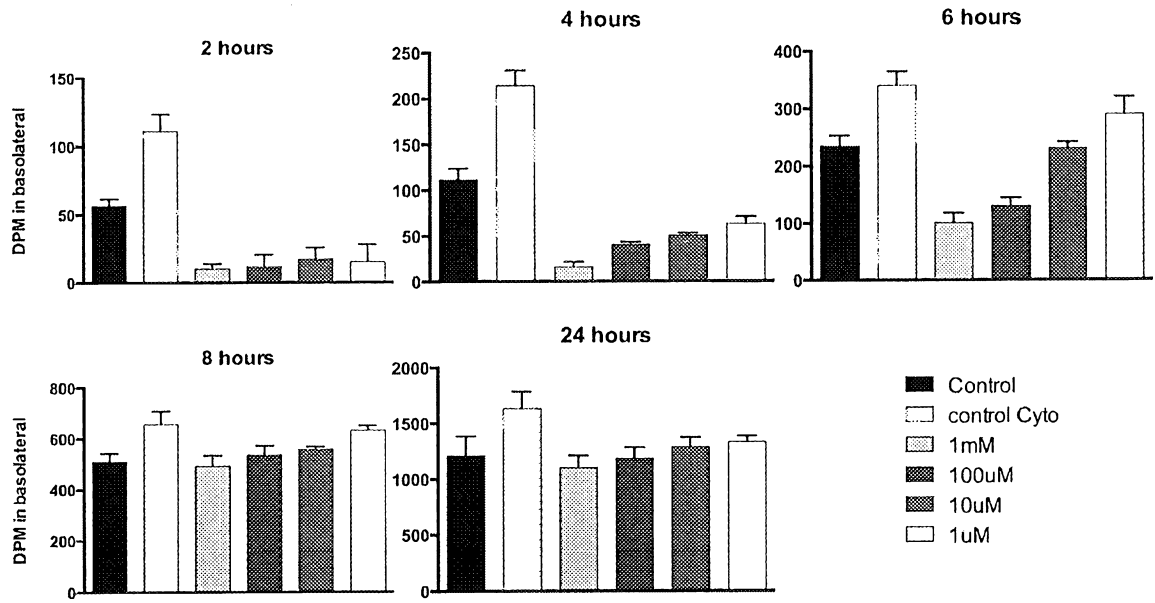 2 hours
DPM in basolateral
150
100
50
0
4 hours
250
200
150
100
50
0
6 hours
400
300
200
100
0
8 hours
DPM in basolateral
800
600
400
200
0
24 hours
2000
1500
1000
500
0
Control
control Cyto
1mM
100uM
10uM
1uM